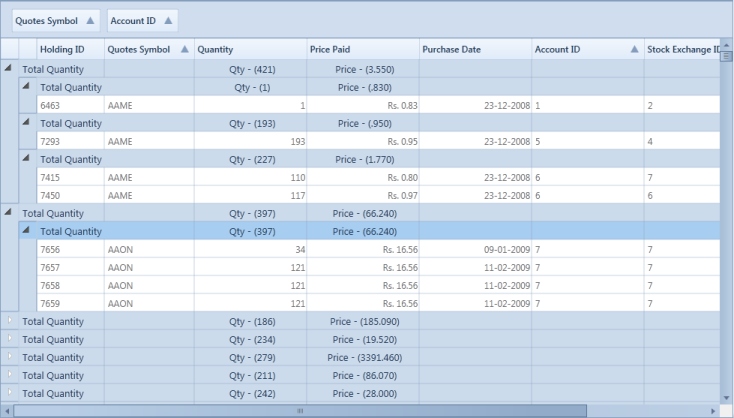 Quotes Symbol Account ID
Holding ID Quotes Symbol Quantity Price Paid Purchase Date Account ID Stock Exchange ID
Total Quantity Qty - (421) Price - (3.550)
Total Quantity Qty - (1) Price - (.830)
6463 AAME 1 Rs. 0.83 23-12-2008 1 2
Total Quantity Qty - (193) Price - (.950)
7293 AAME 193 Rs. 0.95 23-12-2008 5 4
Total Quantity Qty - (227) Price - (1.770)
7415 AAME 110 Rs. 0.80 23-12-2008 6 7
7450 AAME 117 Rs. 0.97 23-12-2008 6 6
Total Quantity Qty - (397) Price - (66.240)
Total Quantity Qty - (397) Price - (66.240)
7656 AAON 34 Rs. 16.56 09-01-2009 7 7
7657 AAON 121 Rs. 16.56 11-02-2009 7 7
7658 AAON 121 Rs. 16.56 11-02-2009 7 7
7659 AAON 121 Rs. 16.56 11-02-2009 7 7
Total Quantity Qty - (186) Price - (185.090)
Total Quantity Qty - (234) Price - (19.520)
Total Quantity Qty - (279) Price - (3391.460)
Total Quantity Qty - (211) Price - (86.070)
Total Quantity Qty - (242) Price - (28.000)